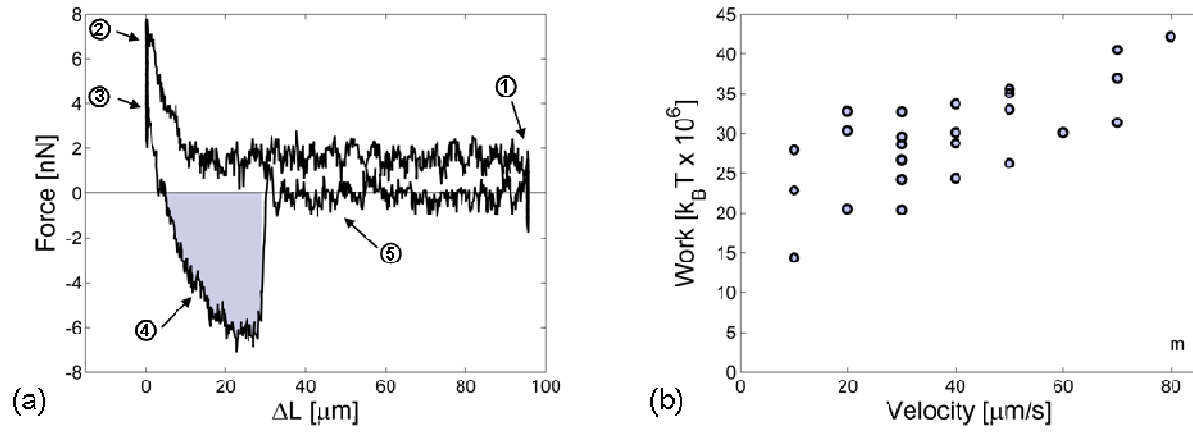 8
6
4
2
0
-2
-4
-6
-8
Force [nN]
②
③
①
④
⑤
0 20 40 60 80 100
ΔL [μm]
(a)
45
40
35
30
25
20
15
10
5
0
Work [k_BT x 10^6]
m
0 20 40 60 80
Velocity [μm/s]
(b)